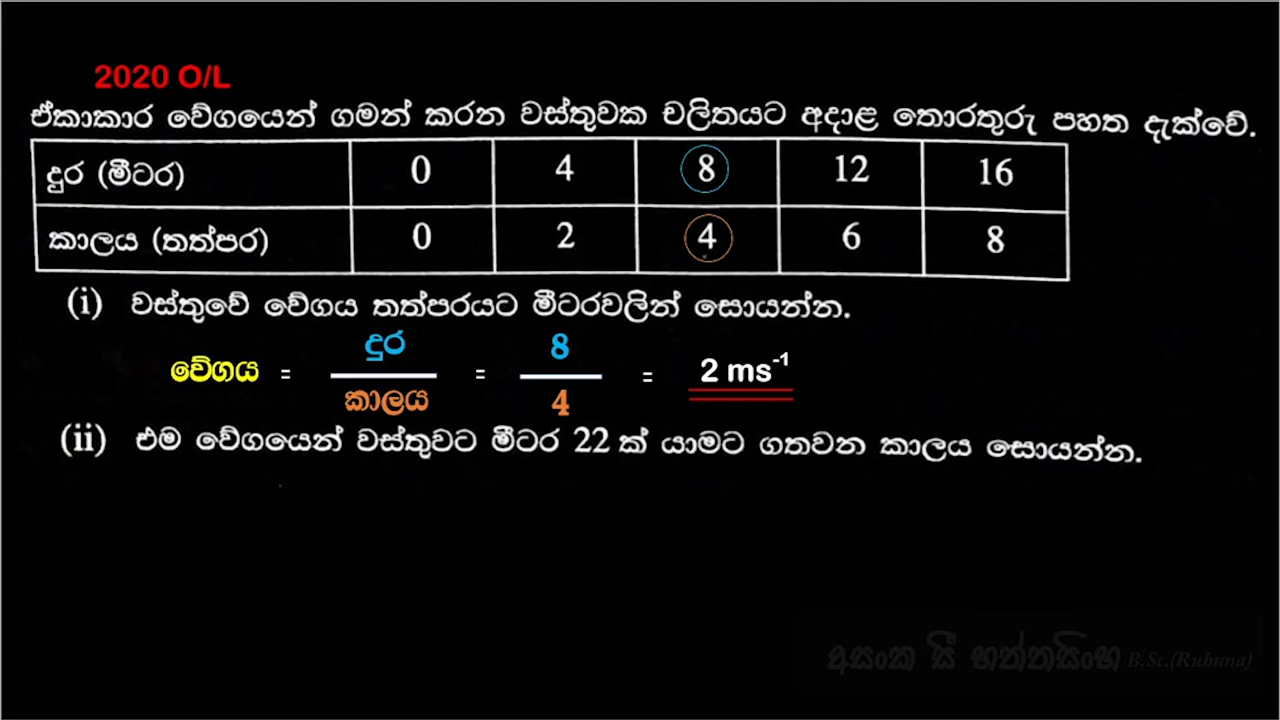 2020 O/L
ඒකාකාර වේගයෙන් ගමන් කරන වස්තුවක චලිතයට අදාළ තොරතුරු පහත දැක්වේ.
දුර (මීටර) 0 4 8 12 16
කාලය (තත්පර) 0 2 4 6 8
(i) වස්තුවේ වේගය තත්පරයට මීටරවලින් සොයන්න.
වේගය = දුර / කාලය = 8 / 4 = 2 ms⁻¹
(ii) එම වේගයෙන් වස්තුවට මීටර 22 ක් යාමට ගතවන කාලය සොයන්න.
අසංක සී හත්තසිංහ B.Sc.(Ruhuna)